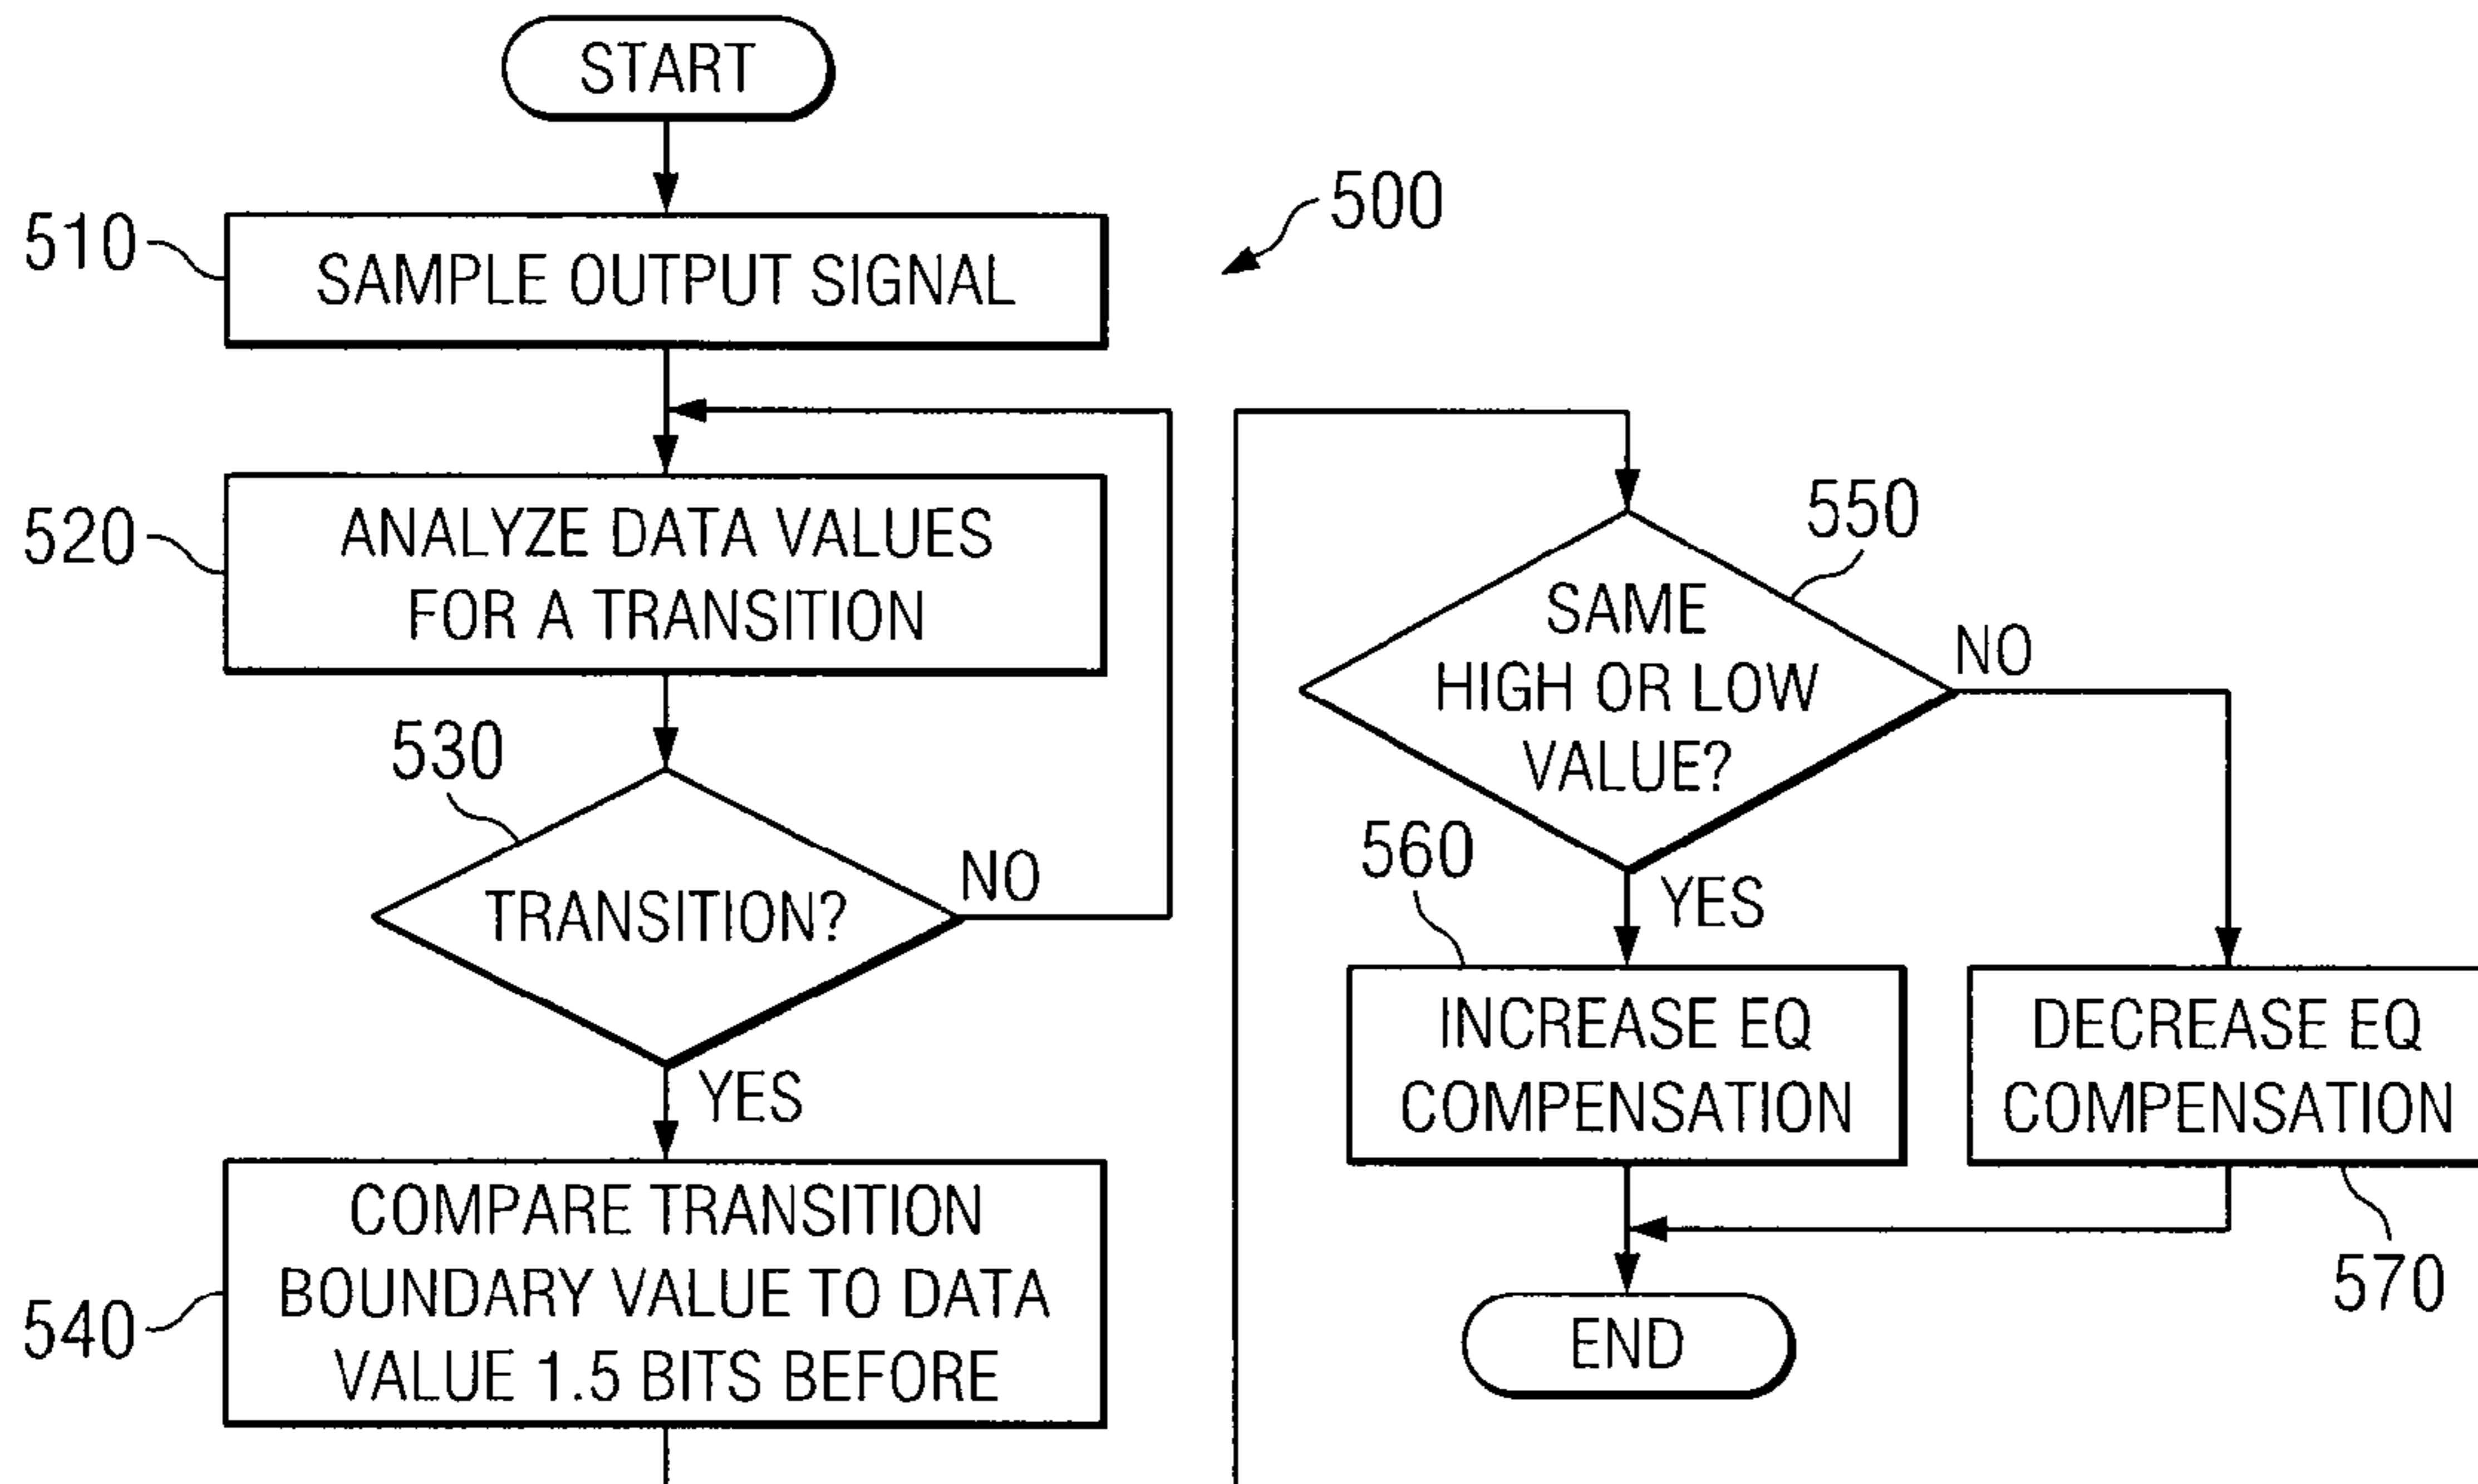 START
500
510
SAMPLE OUTPUT SIGNAL
520
ANALYZE DATA VALUES
FOR A TRANSITION
530
TRANSITION?
NO
YES
540
COMPARE TRANSITION
BOUNDARY VALUE TO DATA
VALUE 1.5 BITS BEFORE
550
SAME
HIGH OR LOW
VALUE?
NO
YES
560
INCREASE EQ
COMPENSATION
DECREASE EQ
COMPENSATION
570
END